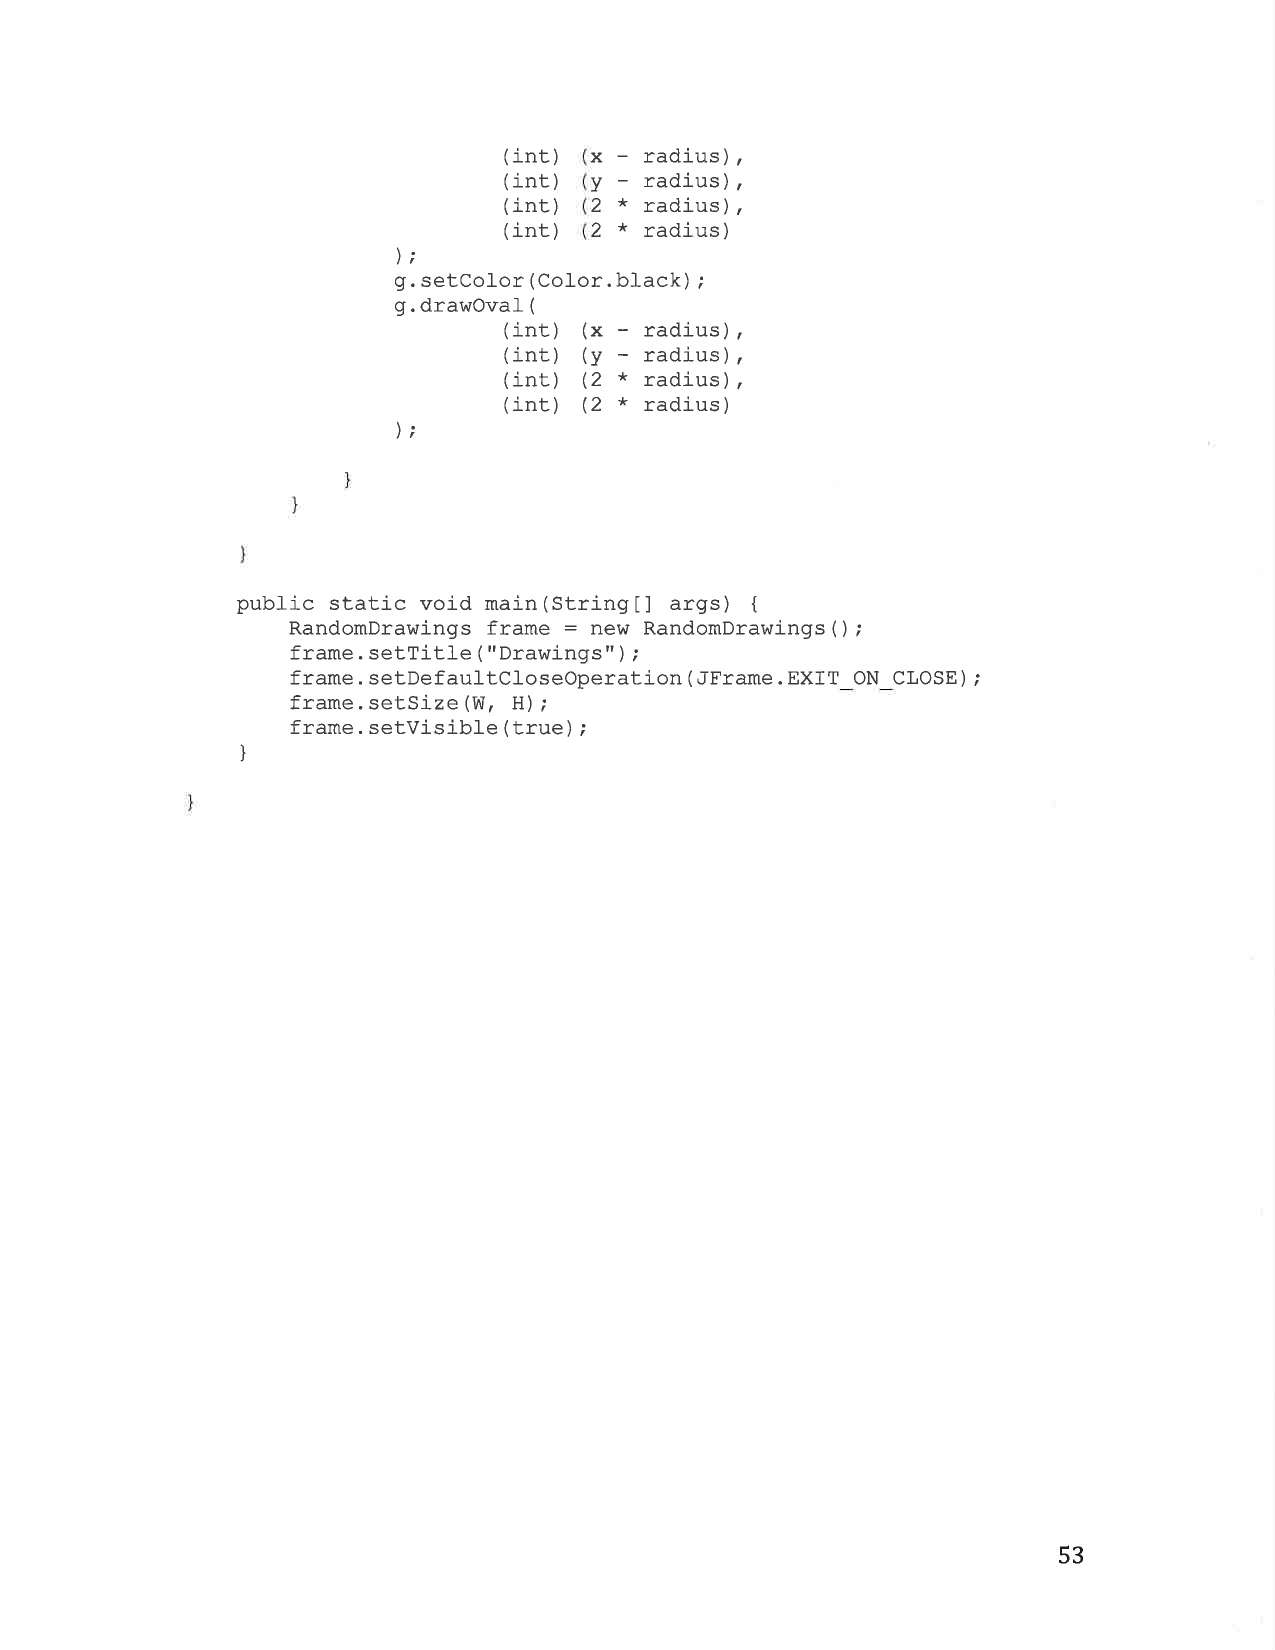 (int) (x - radius),
(int) (y - radius),
(int) (2 * radius),
(int) (2 * radius)
);
g.setColor(Color.black);
g.drawOval(
(int) (x - radius),
(int) (y - radius),
(int) (2 * radius),
(int) (2 * radius)
);
}
}
}
public static void main(String[] args) {
RandomDrawings frame = new RandomDrawings();
frame.setTitle("Drawings");
frame.setDefaultCloseOperation(JFrame.EXIT_ON_CLOSE);
frame.setSize(W, H);
frame.setVisible(true);
}
}
53